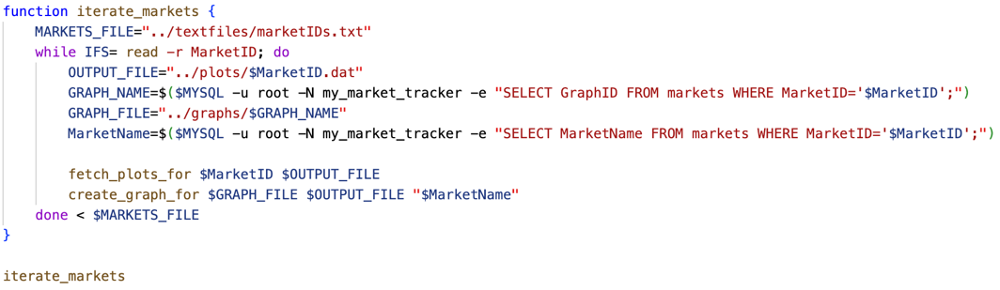 function iterate_markets {
    MARKETS_FILE="../textfiles/marketIDs.txt"
    while IFS= read -r MarketID; do
        OUTPUT_FILE="../plots/$MarketID.dat"
        GRAPH_NAME=$($MYSQL -u root -N my_market_tracker -e "SELECT GraphID FROM markets WHERE MarketID='$MarketID';")
        GRAPH_FILE="../graphs/$GRAPH_NAME"
        MarketName=$($MYSQL -u root -N my_market_tracker -e "SELECT MarketName FROM markets WHERE MarketID='$MarketID';")

        fetch_plots_for $MarketID $OUTPUT_FILE
        create_graph_for $GRAPH_FILE $OUTPUT_FILE "$MarketName"
    done < $MARKETS_FILE
}

iterate_markets